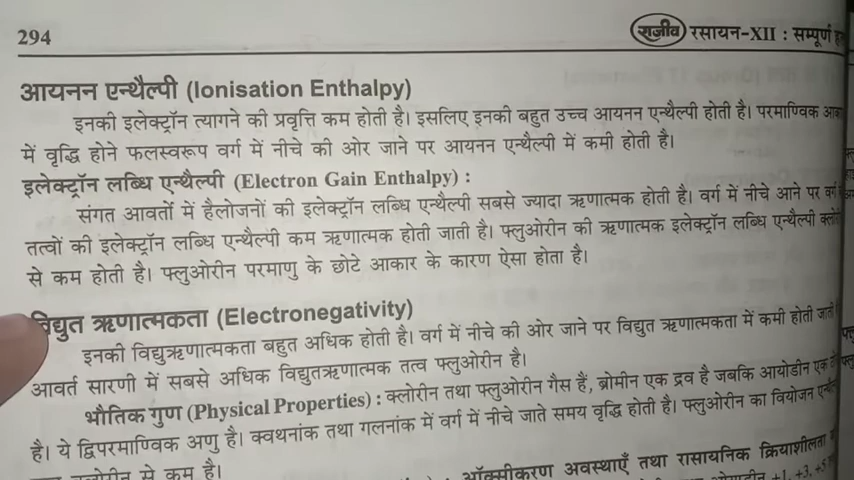 294
राजीव रसायन-XII : सम्पूर्ण
आयनन एन्थैल्पी (Ionisation Enthalpy)
इनकी इलेक्ट्रॉन त्यागने की प्रवृत्ति कम होती है। इसलिए इनकी बहुत उच्च आयनन एन्थैल्पी होती है। परमाण्विक
में वृद्धि होने फलस्वरूप वर्ग में नीचे की ओर जाने पर आयनन एन्थैल्पी में कमी होती है।
इलेक्ट्रॉन लब्धि एन्थैल्पी (Electron Gain Enthalpy) :
संगत आवर्तों में हैलोजनों की इलेक्ट्रॉन लब्धि एन्थैल्पी सबसे ज्यादा ऋणात्मक होती है। वर्ग में नीचे आने पर वर्ग
तत्वों की इलेक्ट्रॉन लब्धि एन्थैल्पी कम ऋणात्मक होती जाती है। फ्लुओरीन की ऋणात्मक इलेक्ट्रॉन लब्धि एन्थैल्पी
से कम होती है। फ्लुओरीन परमाणु के छोटे आकार के कारण ऐसा होता है।
विद्युत ऋणात्मकता (Electronegativity)
इनकी विद्युऋणात्मकता बहुत अधिक होती है। वर्ग में नीचे की ओर जाने पर विद्युत ऋणात्मकता में कमी होती जाती
आवर्त सारणी में सबसे अधिक विद्युतऋणात्मक तत्व फ्लुओरीन है।
भौतिक गुण (Physical Properties) : क्लोरीन तथा फ्लुओरीन गैस हैं, ब्रोमीन एक द्रव है जबकि आयोडीन एक
है। ये द्विपरमाण्विक अणु है। क्वथनांक तथा गलनांक में वर्ग में नीचे जाते समय वृद्धि होती है। फ्लुओरीन का वियोजन
क्लोरीन से कम है।
ऑक्सीकरण अवस्थाएँ तथा रासायनिक क्रियाशीलता
+1, +3, +5